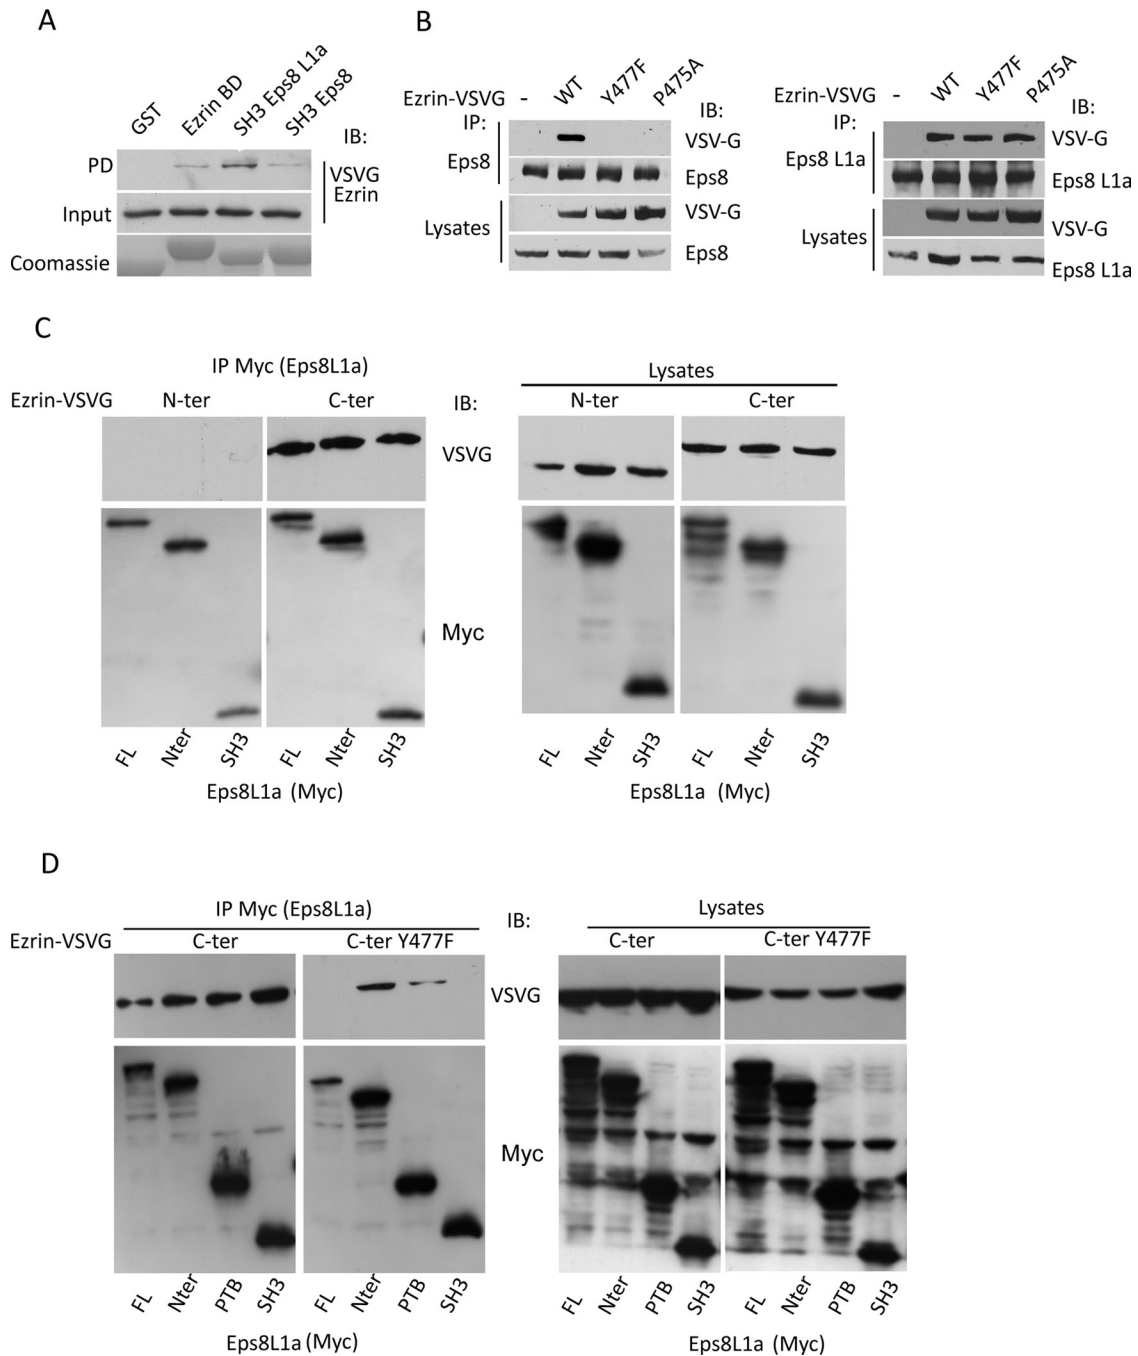 A
GST
Ezrin BD
SH3 Eps8 L1a
SH3 Eps8
IB:
PD
VSVG
Ezrin
Input
Coomassie
B
Ezrin-VSVG
-
WT
Y477F
P475A
IB:
IP:
Eps8
VSV-G
Eps8
Lysates
VSV-G
Eps8
Ezrin-VSVG
-
WT
Y477F
P475A
IB:
IP:
Eps8 L1a
VSV-G
Eps8 L1a
Lysates
VSV-G
Eps8 L1a
C
IP Myc (Eps8L1a)
Lysates
Ezrin-VSVG
N-ter
C-ter
IB:
N-ter
C-ter
VSVG
Myc
FL
Nter
SH3
FL
Nter
SH3
FL
Nter
SH3
FL
Nter
SH3
Eps8L1a (Myc)
Eps8L1a (Myc)
D
IP Myc (Eps8L1a)
IB:
Lysates
Ezrin-VSVG
C-ter
C-ter Y477F
C-ter
C-ter Y477F
VSVG
Myc
FL
Nter
PTB
SH3
FL
Nter
PTB
SH3
FL
Nter
PTB
SH3
FL
Nter
PTB
SH3
Eps8L1a (Myc)
Eps8L1a (Myc)